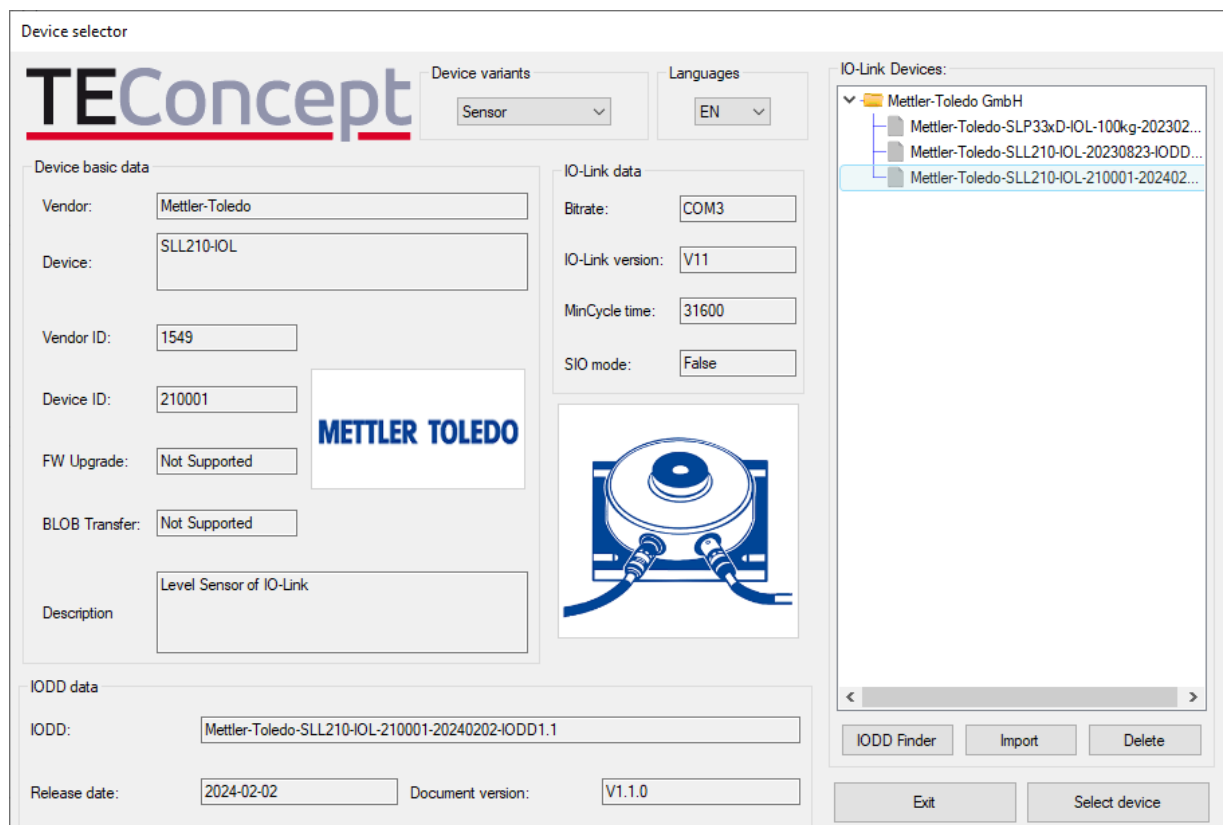 Device selector
TEConcept
Device variants
Sensor
Languages
EN
Device basic data
Vendor:
Mettler-Toledo
Device:
SLL210-IOL
Vendor ID:
1549
Device ID:
210001
FW Upgrade:
Not Supported
BLOB Transfer:
Not Supported
Description
Level Sensor of IO-Link
METTLER TOLEDO
IO-Link data
Bitrate:
COM3
IO-Link version:
V11
MinCycle time:
31600
SIO mode:
False
IODD data
IODD:
Mettler-Toledo-SLL210-IOL-210001-20240202-IODD1.1
Release date:
2024-02-02
Document version:
V1.1.0
IO-Link Devices:
Mettler-Toledo GmbH
Mettler-Toledo-SLP33xD-IOL-100kg-202302...
Mettler-Toledo-SLL210-IOL-20230823-IODD...
Mettler-Toledo-SLL210-IOL-210001-202402...
IODD Finder
Import
Delete
Exit
Select device